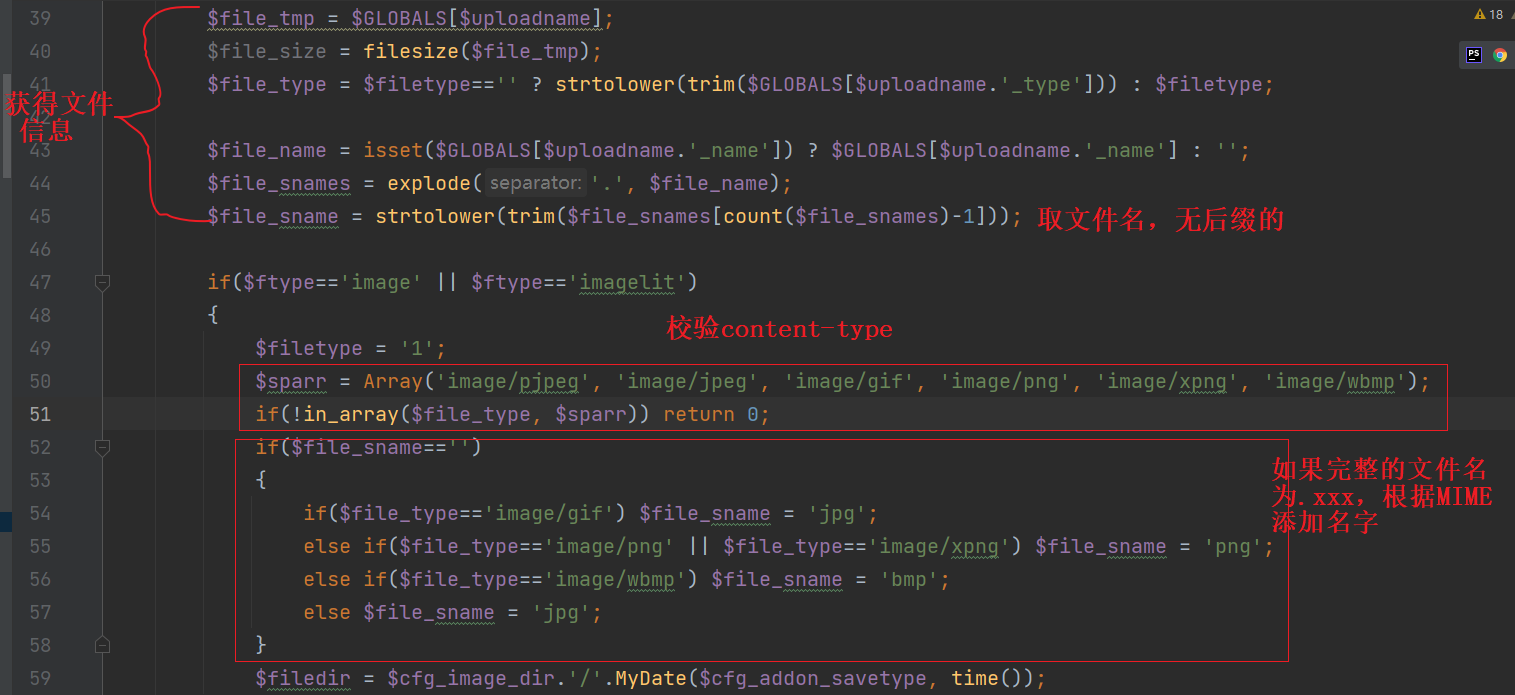 39 $file_tmp = $GLOBALS[$uploadname];
18
40 $file_size = filesize($file_tmp);
PS
41 $file_type = $filetype=='' ? strtolower(trim($GLOBALS[$uploadname.'_type'])) : $filetype;
获得文件
信息
42
43 $file_name = isset($GLOBALS[$uploadname.'_name']) ? $GLOBALS[$uploadname.'_name'] : '';
44 $file_snames = explode( separator: '.', $file_name);
45 $file_sname = strtolower(trim($file_snames[count($file_snames)-1])); 取文件名，无后缀的
46
47 if($ftype=='image' || $ftype=='imagelit')
48 {
校验content-type
49 $filetype = '1';
50 $sparr = Array('image/pjpeg', 'image/jpeg', 'image/gif', 'image/png', 'image/xpng', 'image/wbmp');
51 if(!in_array($file_type, $sparr)) return 0;
52 if($file_sname=='')
53 {
如果完整的文件名
为.xxx，根据MIME
添加名字
54 if($file_type=='image/gif') $file_sname = 'jpg';
55 else if($file_type=='image/png' || $file_type=='image/xpng') $file_sname = 'png';
56 else if($file_type=='image/wbmp') $file_sname = 'bmp';
57 else $file_sname = 'jpg';
58 }
59 $filedir = $cfg_image_dir.'/'.MyDate($cfg_addon_savetype, time());